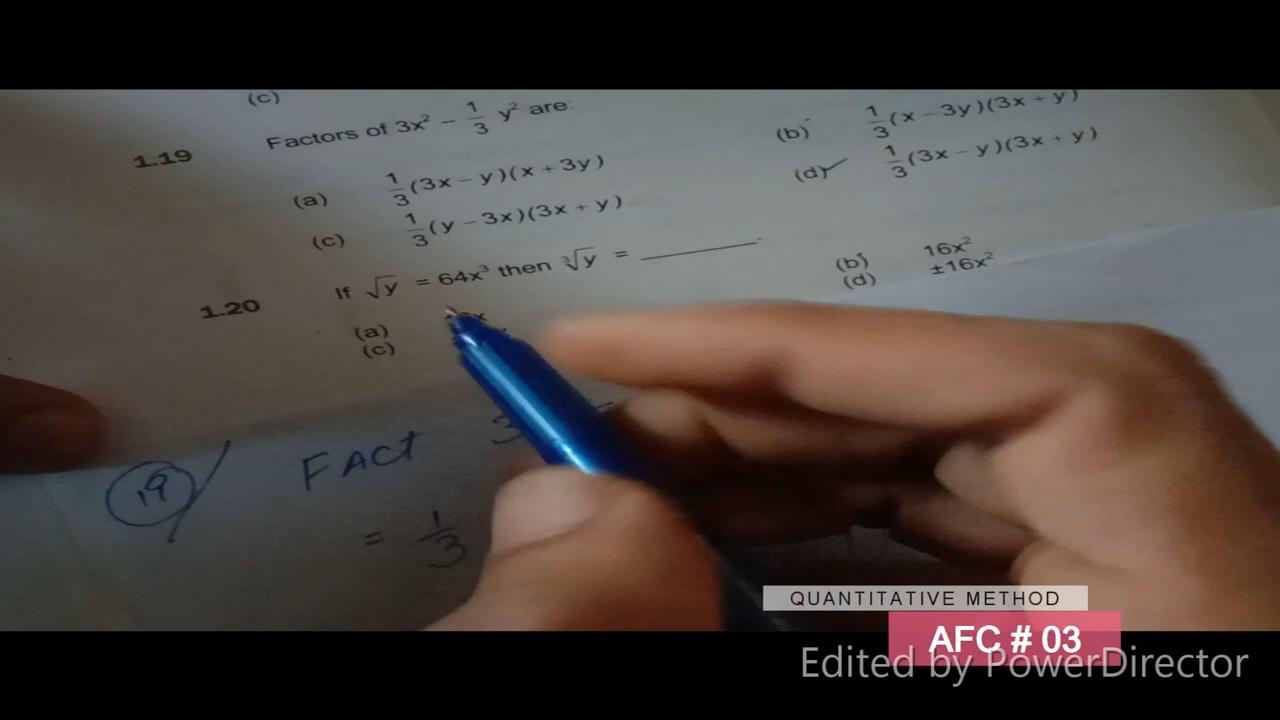 (c)
1.19 Factors of 3x² − 1/3 y² are:
(a) 1/3(3x − y)(x + 3y) (b) 1/3(x − 3y)(3x + y)
(c) 1/3(y − 3x)(3x + y) (d) 1/3(3x − y)(3x + y)
1.20 If √y = 64x³ then ∛y = ________.
(a) (b) 16x²
(c) (d) ±16x²
19 FACT 3
= 1/3
QUANTITATIVE METHOD
AFC # 03
Edited by PowerDirector